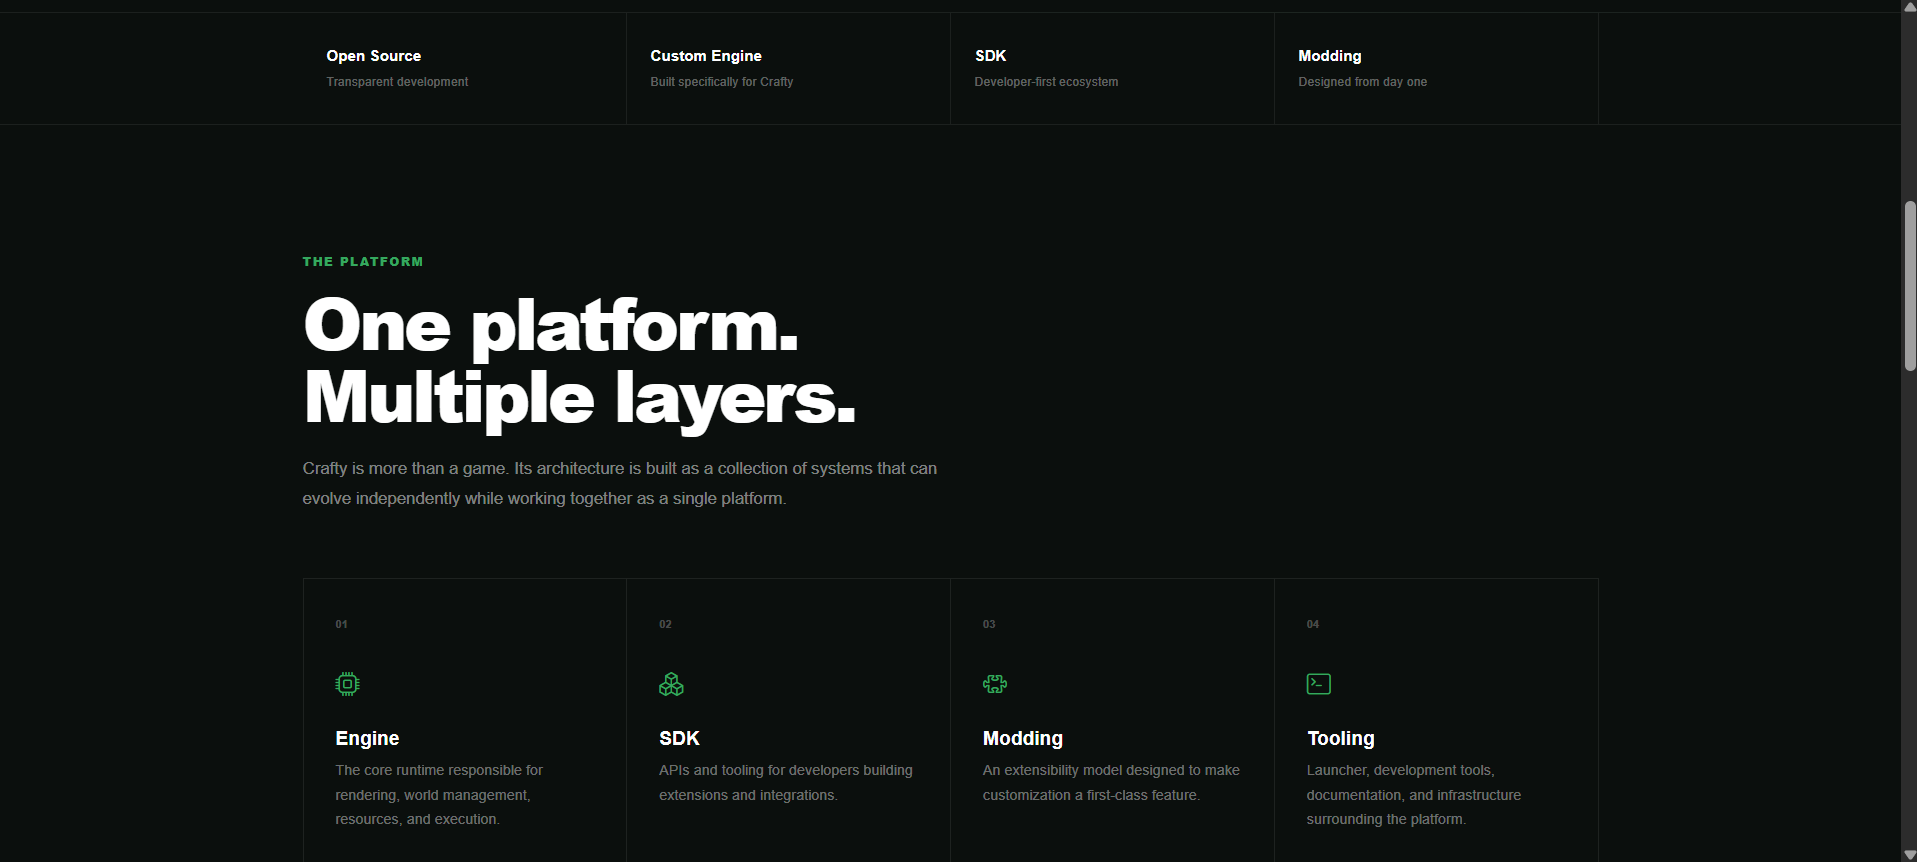 Open Source
Transparent development
Custom Engine
Built specifically for Crafty
SDK
Developer-first ecosystem
Modding
Designed from day one
THE PLATFORM
One platform.
Multiple layers.
Crafty is more than a game. Its architecture is built as a collection of systems that can
evolve independently while working together as a single platform.
01
Engine
The core runtime responsible for
rendering, world management,
resources, and execution.
02
SDK
APIs and tooling for developers building
extensions and integrations.
03
Modding
An extensibility model designed to make
customization a first-class feature.
04
Tooling
Launcher, development tools,
documentation, and infrastructure
surrounding the platform.